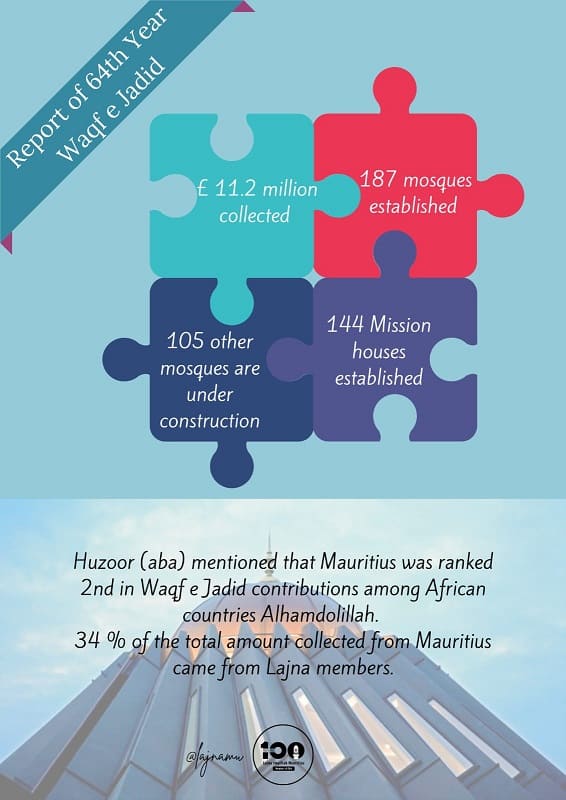 Report of 64th Year
Waqf e Jadid
£ 11.2 million
collected
187 mosques
established
105 other
mosques are
under
construction
144 Mission
houses
established
Huzoor (aba) mentioned that Mauritius was ranked
2nd in Waqf e Jadid contributions among African
countries Alhamdolillah.
34 % of the total amount collected from Mauritius
came from Lajna members.
@lajnamu
100